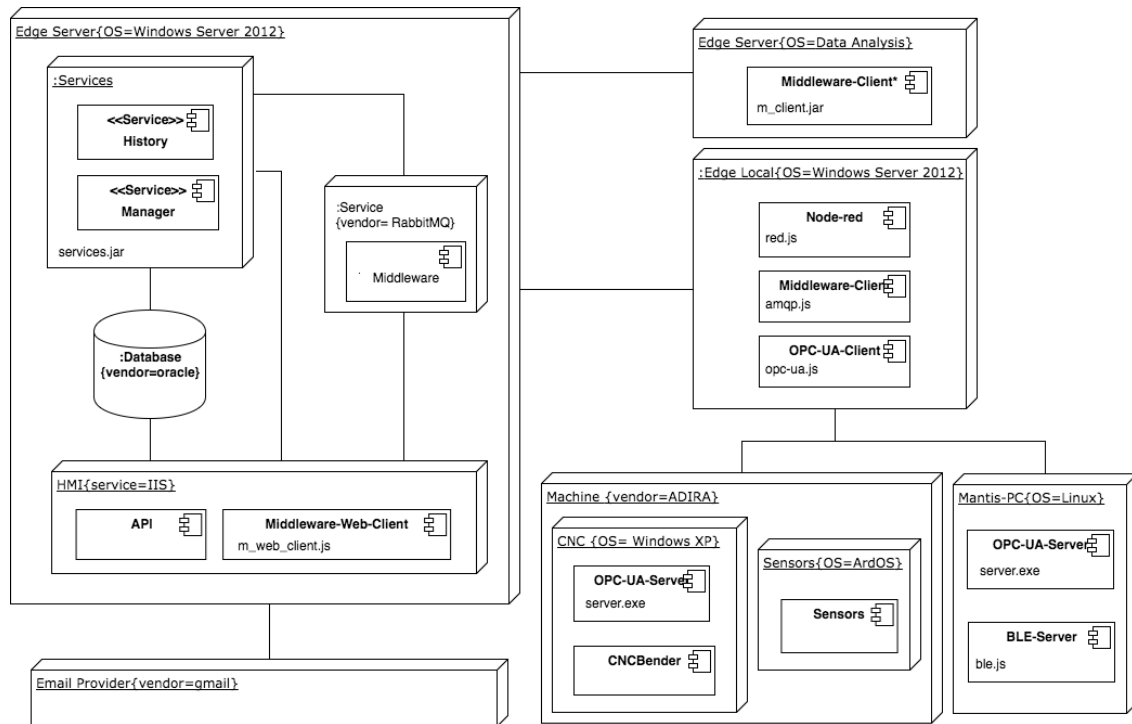 Edge Server{OS=Windows Server 2012}
:Services
<<Service>>
History
<<Service>>
Manager
services.jar
:Service
{vendor= RabbitMQ}
Middleware
:Database
{vendor=oracle}
HMI{service=IIS}
API
Middleware-Web-Client
m_web_client.js
Email Provider{vendor=gmail}
Edge Server{OS=Data Analysis}
Middleware-Client*
m_client.jar
:Edge Local{OS=Windows Server 2012}
Node-red
red.js
Middleware-Client
amqp.js
OPC-UA-Client
opc-ua.js
Machine {vendor=ADIRA}
CNC {OS= Windows XP}
OPC-UA-Server
server.exe
CNCBender
Sensors{OS=ArdOS}
Sensors
Mantis-PC{OS=Linux}
OPC-UA-Server
server.exe
BLE-Server
ble.js